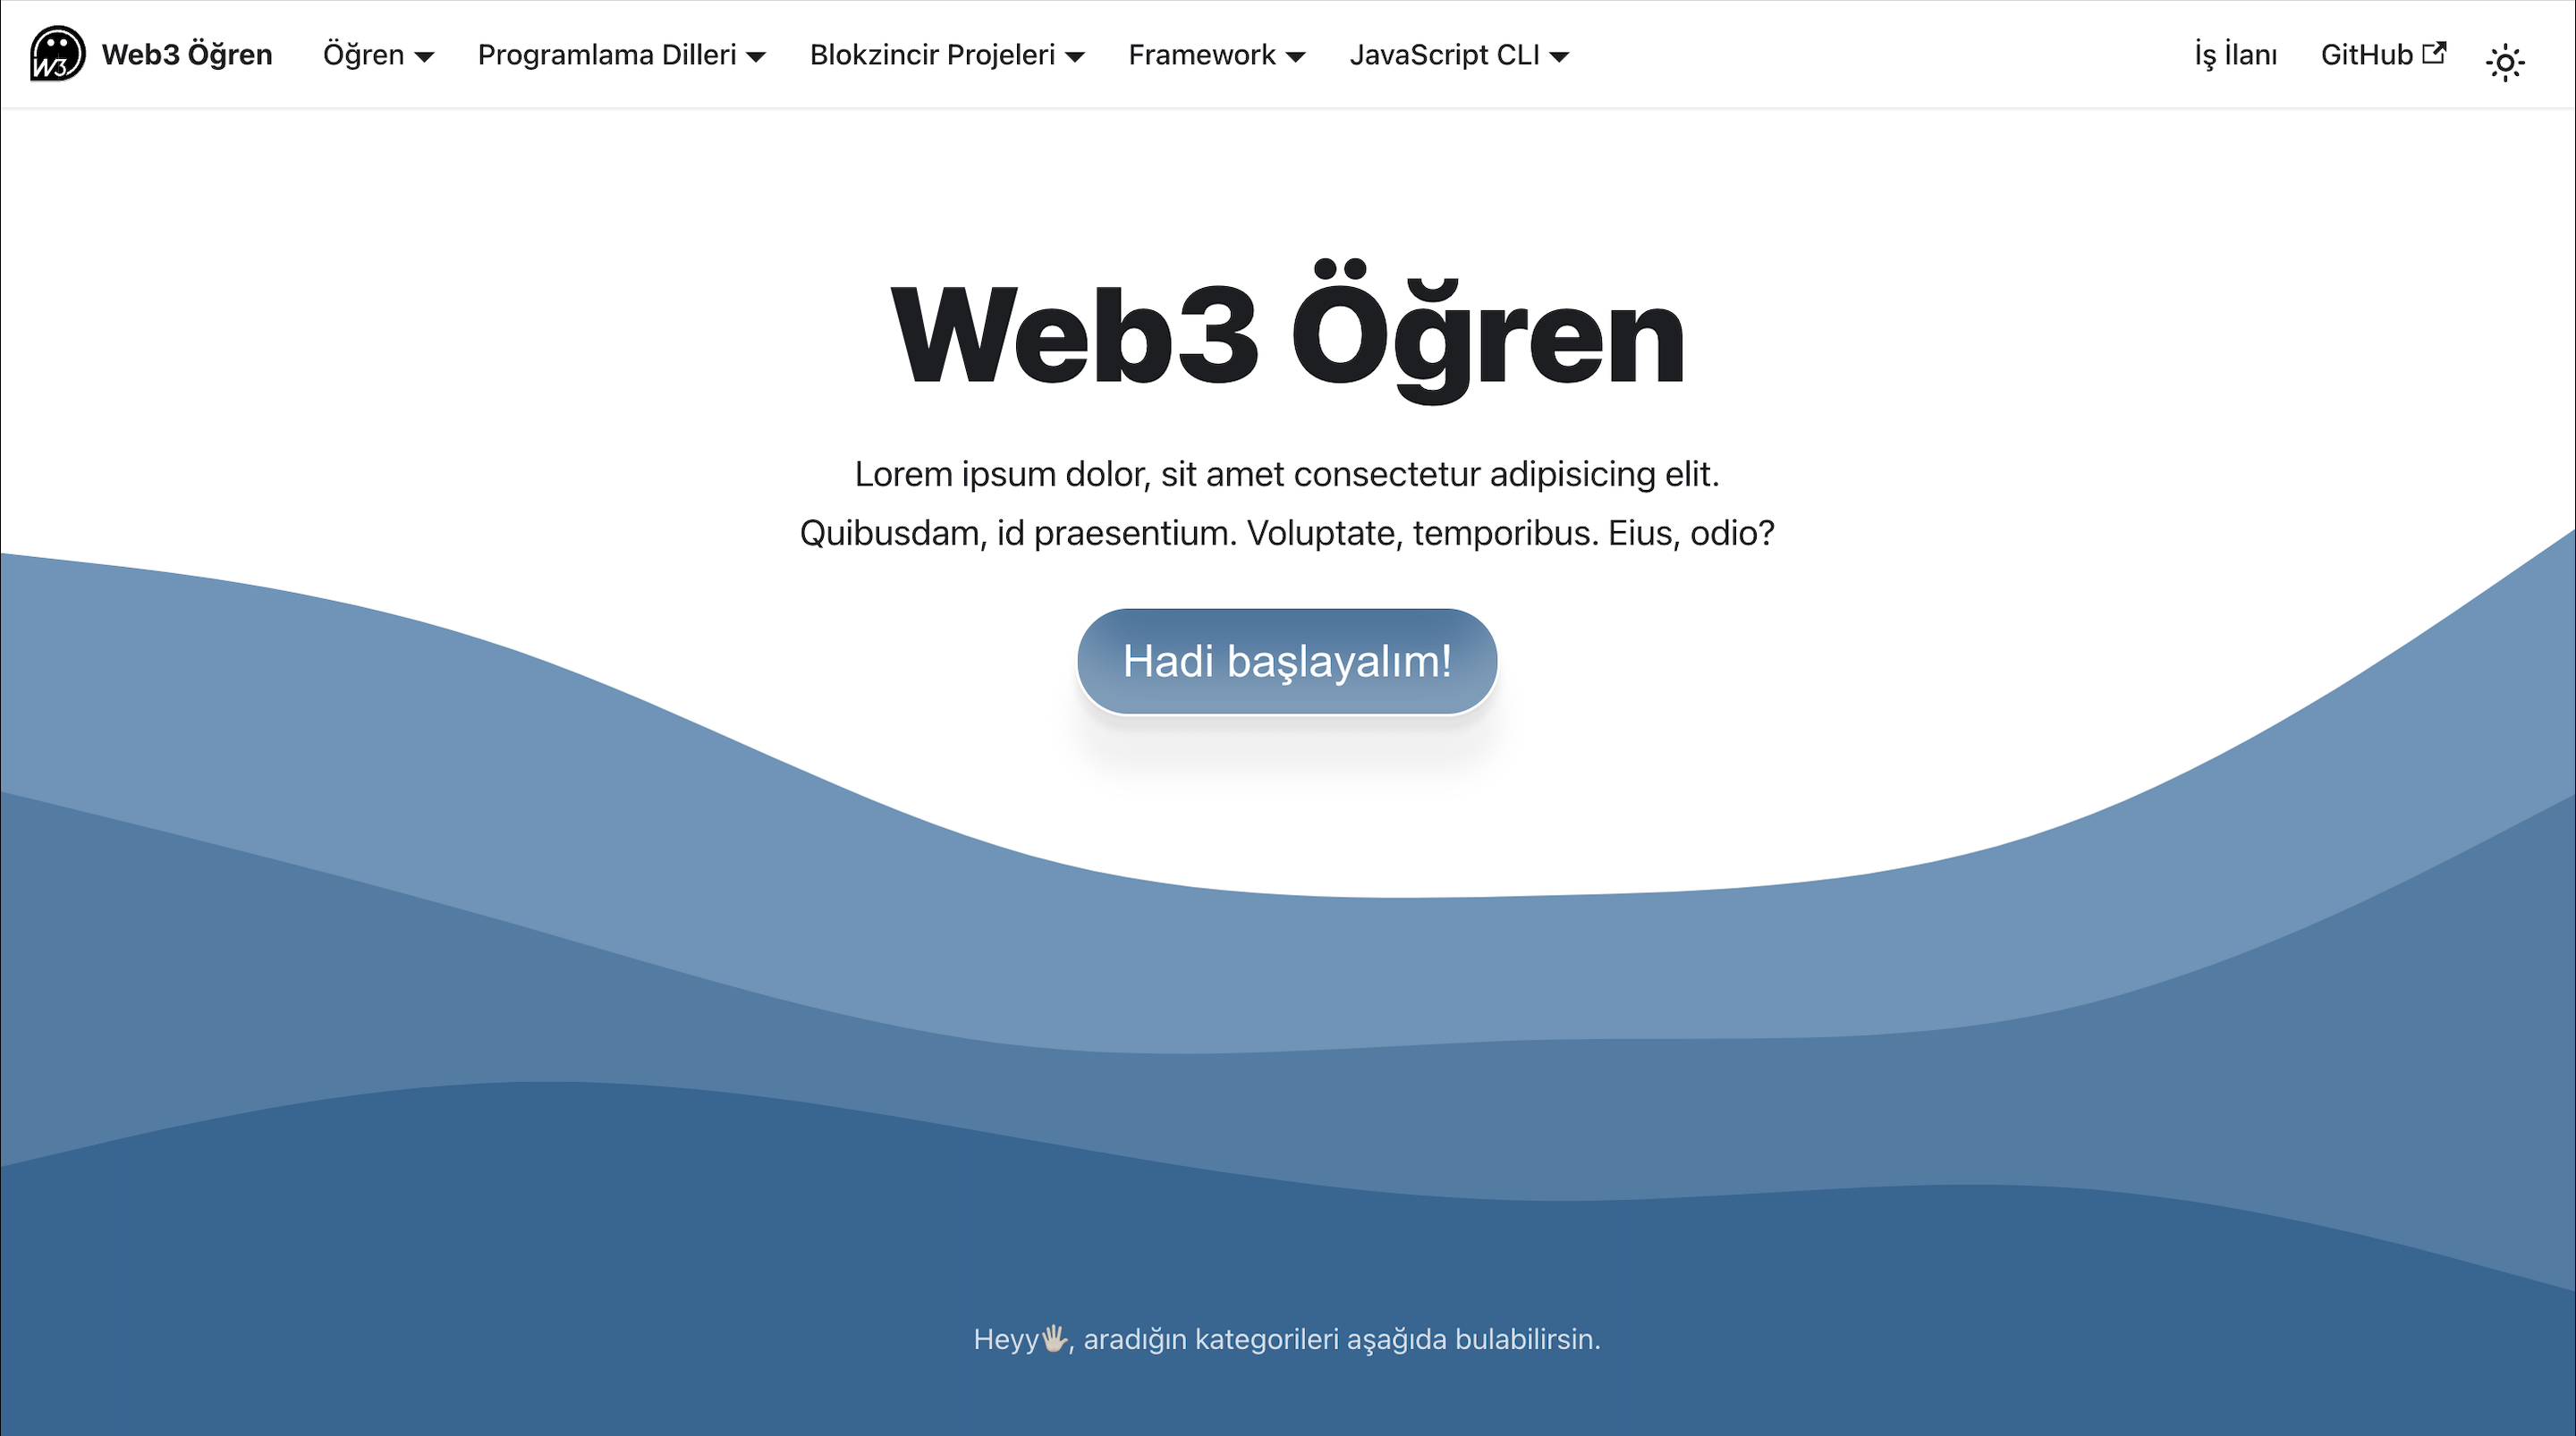 W3 Web3 Öğren Öğren Programlama Dilleri Blokzincir Projeleri Framework JavaScript CLI İş İlanı GitHub
Web3 Öğren
Lorem ipsum dolor, sit amet consectetur adipisicing elit.
Quibusdam, id praesentium. Voluptate, temporibus. Eius, odio?
Hadi başlayalım!
Heyy🖐🏼, aradığın kategorileri aşağıda bulabilirsin.